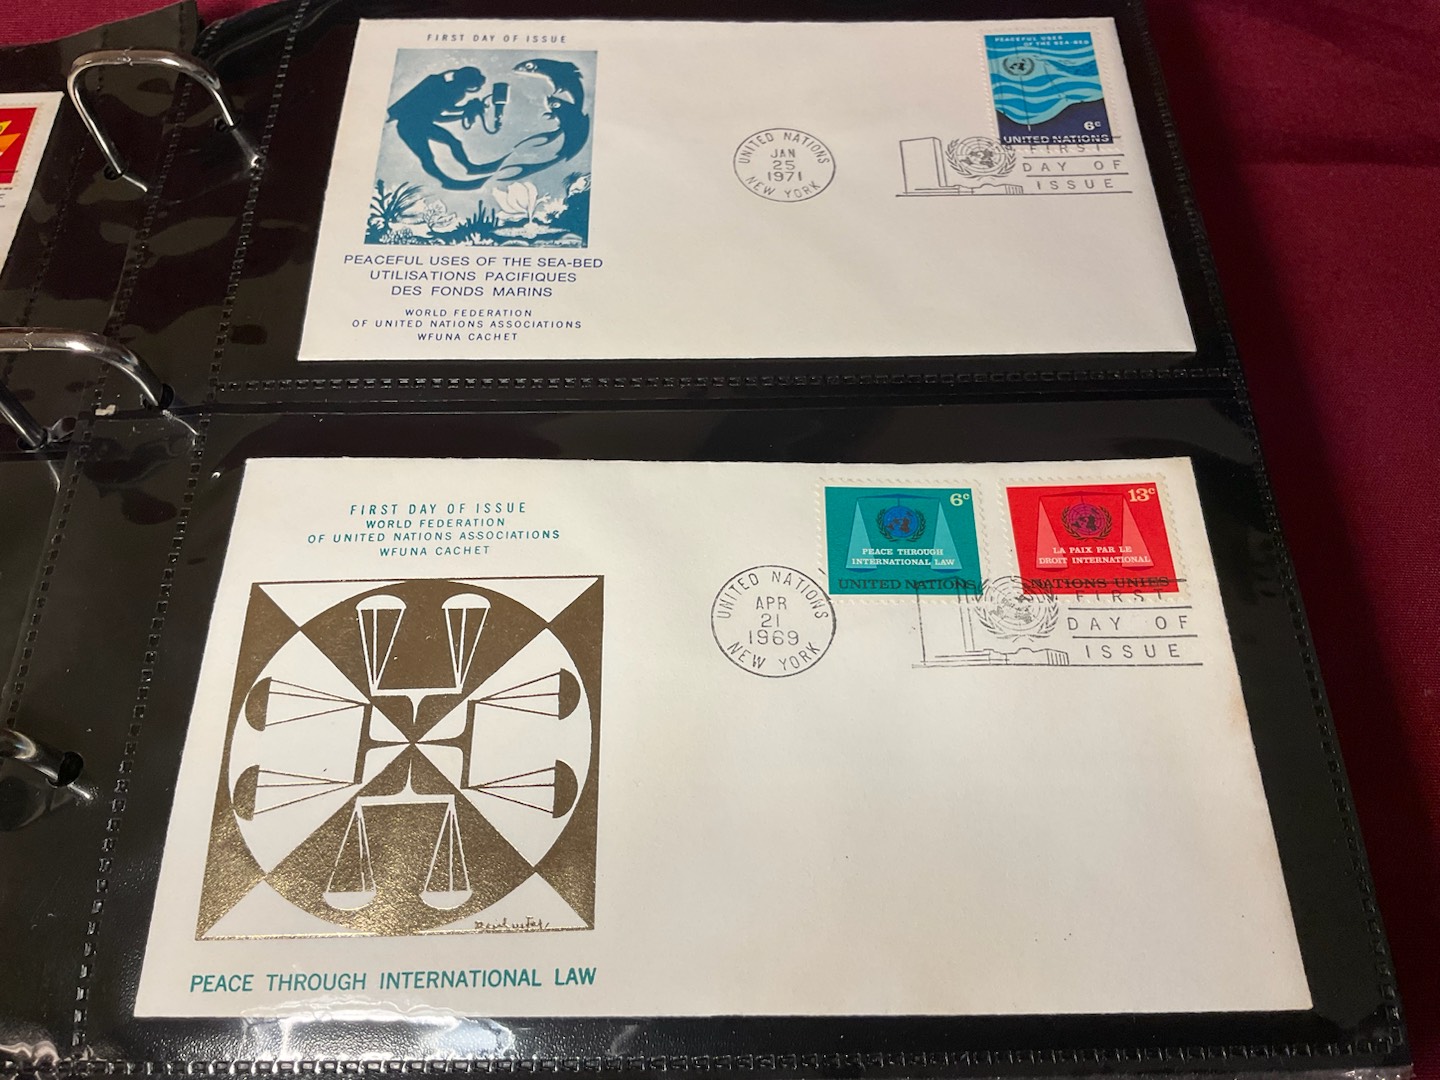 FIRST DAY OF ISSUE
PEACEFUL USES OF THE SEA-BED
UTILISATIONS PACIFIQUES
DES FONDS MARINS
WORLD FEDERATION
OF UNITED NATIONS ASSOCIATIONS
WFUNA CACHET
UNITED NATIONS
JAN
25
1971
NEW YORK
PEACEFUL USES
OF THE SEA-BED
6c
UNITED NATIONS
FIRST
DAY OF
ISSUE
FIRST DAY OF ISSUE
WORLD FEDERATION
OF UNITED NATIONS ASSOCIATIONS
WFUNA CACHET
PEACE THROUGH INTERNATIONAL LAW
UNITED NATIONS
APR
21
1969
NEW YORK
6c
PEACE THROUGH
INTERNATIONAL LAW
UNITED NATIONS
13c
LA PAIX PAR LE
DROIT INTERNATIONAL
NATIONS UNIES
FIRST
DAY OF
ISSUE